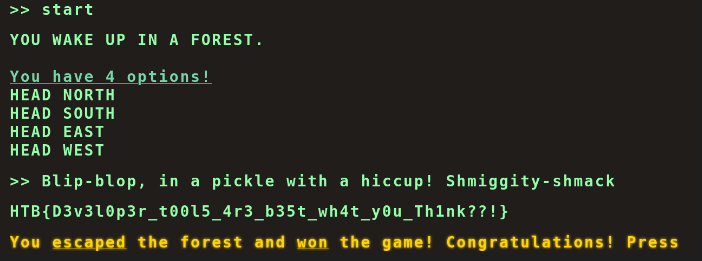 >> start
YOU WAKE UP IN A FOREST.
You have 4 options!
HEAD NORTH
HEAD SOUTH
HEAD EAST
HEAD WEST
>> Blip-blop, in a pickle with a hiccup! Shmiggity-shmack
HTB{D3v3l0p3r_t00l5_4r3_b35t_wh4t_y0u_Th1nk??!}
You escaped the forest and won the game! Congratulations! Press